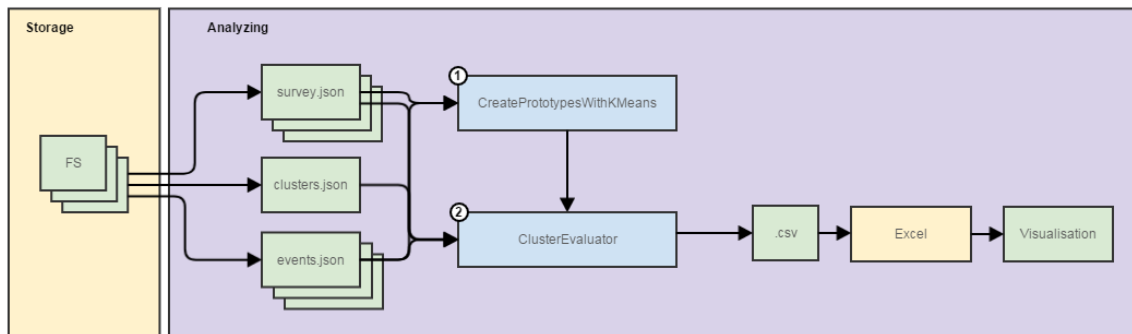 Storage
Analyzing
FS
survey.json
clusters.json
events.json
1
CreatePrototypesWithKMeans
2
ClusterEvaluator
.csv
Excel
Visualisation